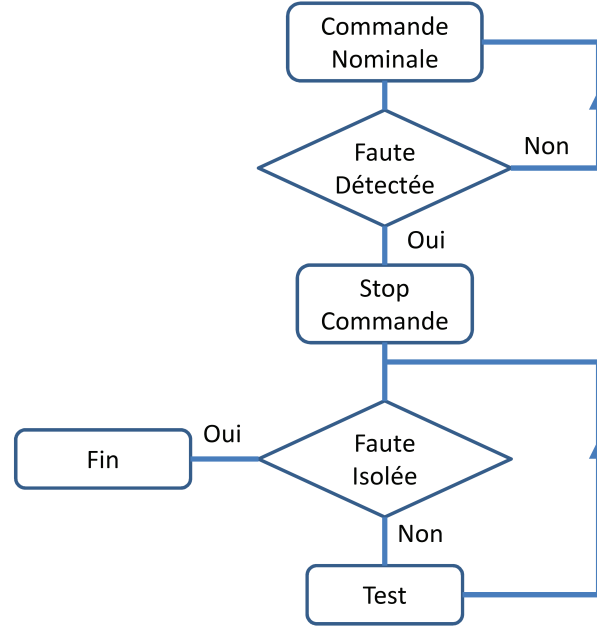 Commande
Nominale
Faute
Détectée
Non
Oui
Stop
Commande
Oui
Fin
Faute
Isolée
Non
Test